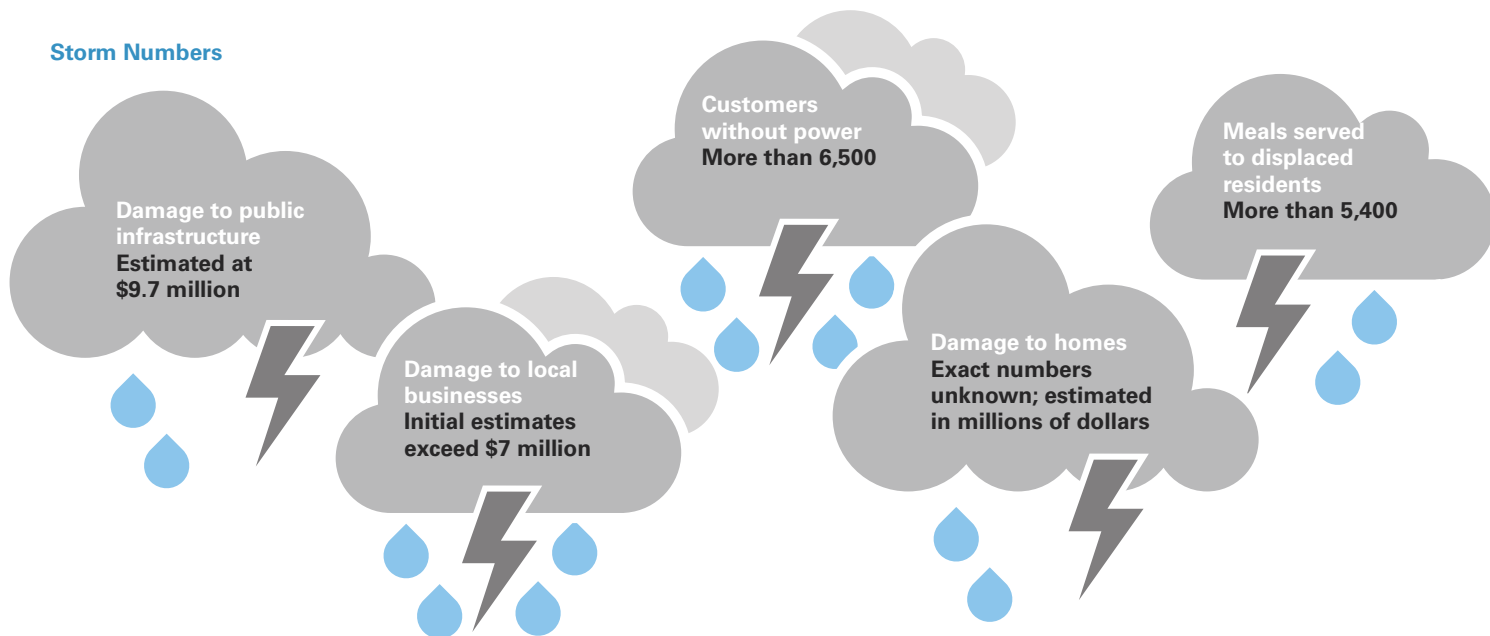 Storm Numbers
Damage to public
infrastructure
Estimated at
$9.7 million
Damage to local
businesses
Initial estimates
exceed $7 million
Customers
without power
More than 6,500
Damage to homes
Exact numbers
unknown; estimated
in millions of dollars
Meals served
to displaced
residents
More than 5,400